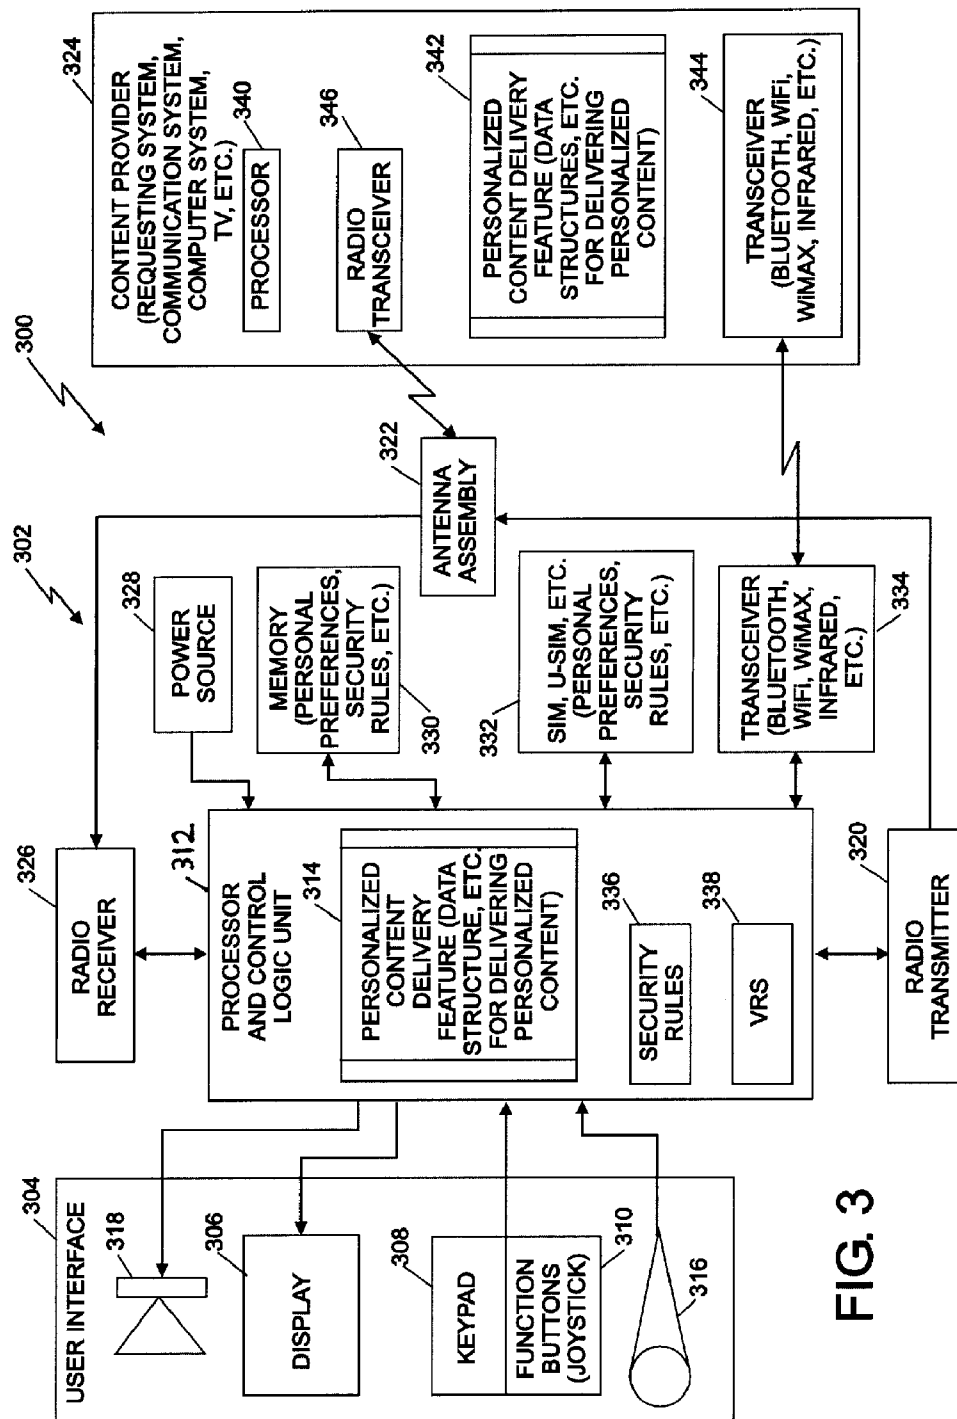 300
302
304
USER INTERFACE
318
306
DISPLAY
308
KEYPAD
FUNCTION
BUTTONS
(JOYSTICK)
310
316
326
RADIO
RECEIVER
312
PROCESSOR
AND CONTROL
LOGIC UNIT
314
PERSONALIZED
CONTENT
DELIVERY
FEATURE (DATA
STRUCTURE, ETC.
FOR DELIVERING
PERSONALIZED
CONTENT)
336
SECURITY
RULES
338
VRS
320
RADIO
TRANSMITTER
328
POWER
SOURCE
MEMORY
(PERSONAL
PREFERENCES,
SECURITY
RULES, ETC.)
330
SIM, U-SIM, ETC.
(PERSONAL
PREFERENCES,
SECURITY
RULES, ETC.)
332
TRANSCEIVER
(BLUETOOTH,
WiFi, WiMAX,
INFRARED,
ETC.)
334
322
ANTENNA
ASSEMBLY
324
CONTENT PROVIDER
(REQUESTING SYSTEM,
COMMUNICATION SYSTEM,
COMPUTER SYSTEM,
TV, ETC.)
340
PROCESSOR
346
RADIO
TRANSCEIVER
342
PERSONALIZED
CONTENT DELIVERY
FEATURE (DATA
STRUCTURES, ETC.
FOR DELIVERING
PERSONALIZED
CONTENT)
344
TRANSCEIVER
(BLUETOOTH, WiFi,
WiMAX, INFRARED, ETC.)
FIG. 3